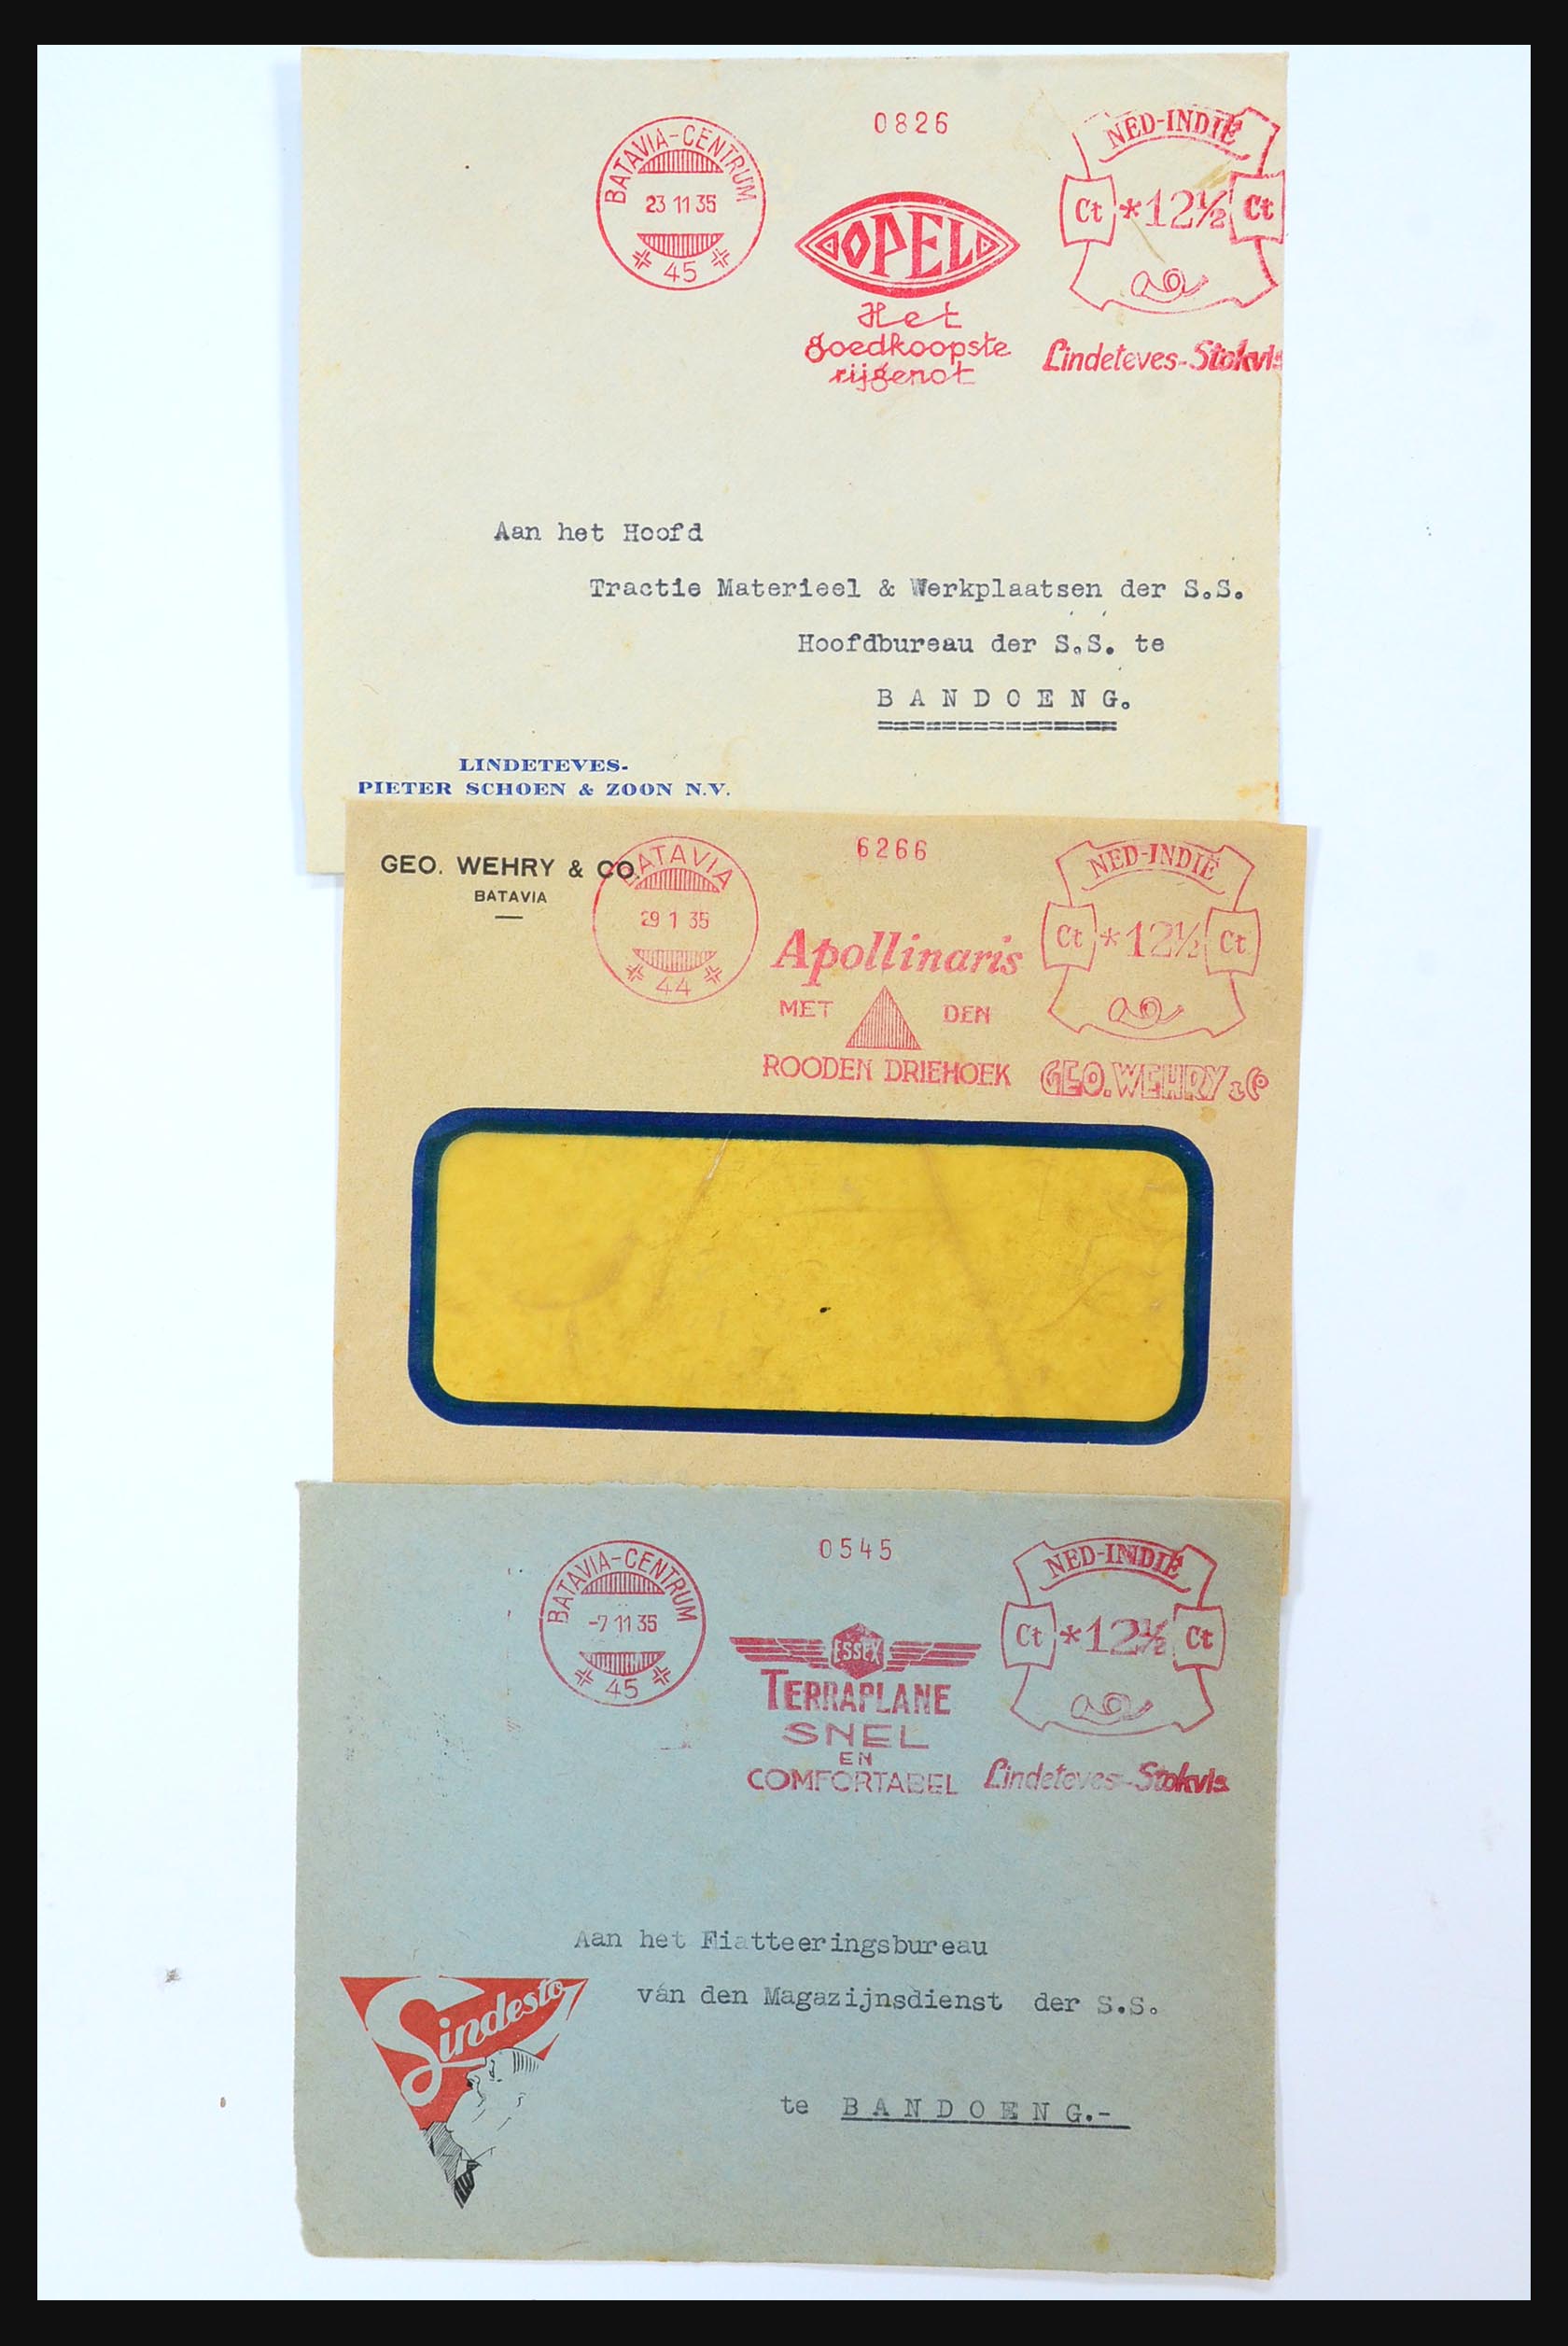 BATAVIA-CENTRUM
23 11 35
45
0826
OPEL
Het
goedkoopste
rijgenot
NED-INDIË
Ct *12½ Ct
Lindeteves-Stokvis
Aan het Hoofd
Tractie Materieel & Werkplaatsen der S.S.
Hoofdbureau der S.S. te
BANDOENG.
LINDETEVES-
PIETER SCHOEN & ZOON N.V.
GEO. WEHRY & CO.
BATAVIA
BATAVIA
29 1 35
44
6266
Apollinaris
MET DEN
ROODEN DRIEHOEK
NED-INDIË
Ct *12½ Ct
GEO. WEHRY & Co
BATAVIA-CENTRUM
-7 11 35
45
0545
ESSEX
TERRAPLANE
SNEL
EN
COMFORTABEL
NED-INDIË
Ct *12½ Ct
Lindeteves-Stokvis
Aan het Fiatteeringsbureau
ván den Magazijnsdienst der S.S.
te BANDOENG.-
Lindesto